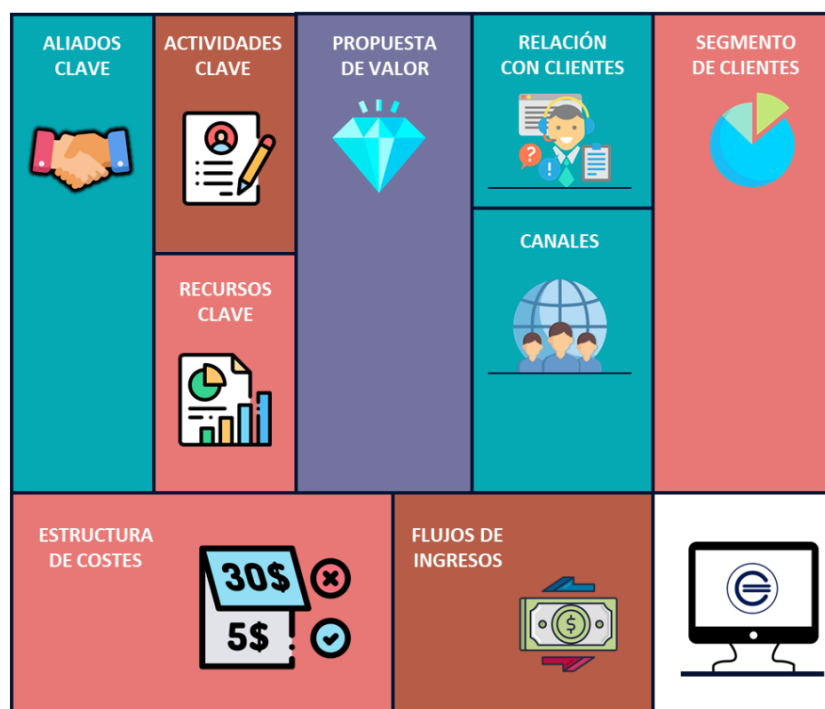 ALIADOS
CLAVE
ACTIVIDADES
CLAVE
PROPUESTA
DE VALOR
RELACIÓN
CON CLIENTES
SEGMENTO
DE CLIENTES
?
!
CANALES
RECURSOS
CLAVE
ESTRUCTURA
DE COSTES
30$
5$
FLUJOS DE
INGRESOS
$